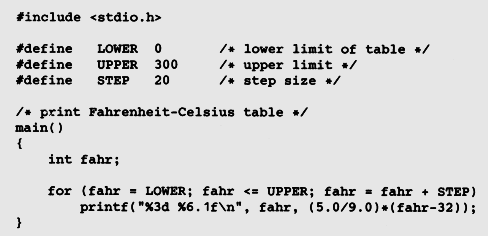 #include <stdio.h>

#define   LOWER  0       /* lower limit of table */
#define   UPPER  300     /* upper limit */
#define   STEP   20      /* step size */

/* print Fahrenheit-Celsius table */
main()
{
    int fahr;

    for (fahr = LOWER; fahr <= UPPER; fahr = fahr + STEP)
        printf("%3d %6.1f\n", fahr, (5.0/9.0)*(fahr-32));
}